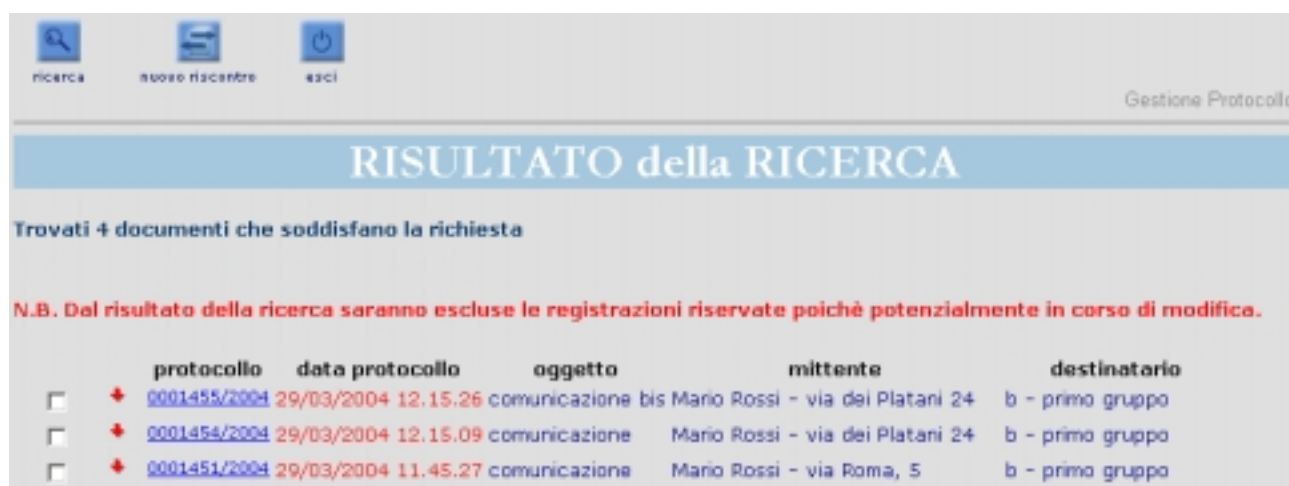 ricerca nuovo riscontro esci
Gestione Protocollo
RISULTATO della RICERCA
Trovati 4 documenti che soddisfano la richiesta
N.B. Dal risultato della ricerca saranno escluse le registrazioni riservate poichè potenzialmente in corso di modifica.
protocollo data protocollo oggetto mittente destinatario
0001455/2004 29/03/2004 12.15.26 comunicazione bis Mario Rossi - via dei Platani 24 b - primo gruppo
0001454/2004 29/03/2004 12.15.09 comunicazione Mario Rossi - via dei Platani 24 b - primo gruppo
0001451/2004 29/03/2004 11.45.27 comunicazione Mario Rossi - via Roma, 5 b - primo gruppo